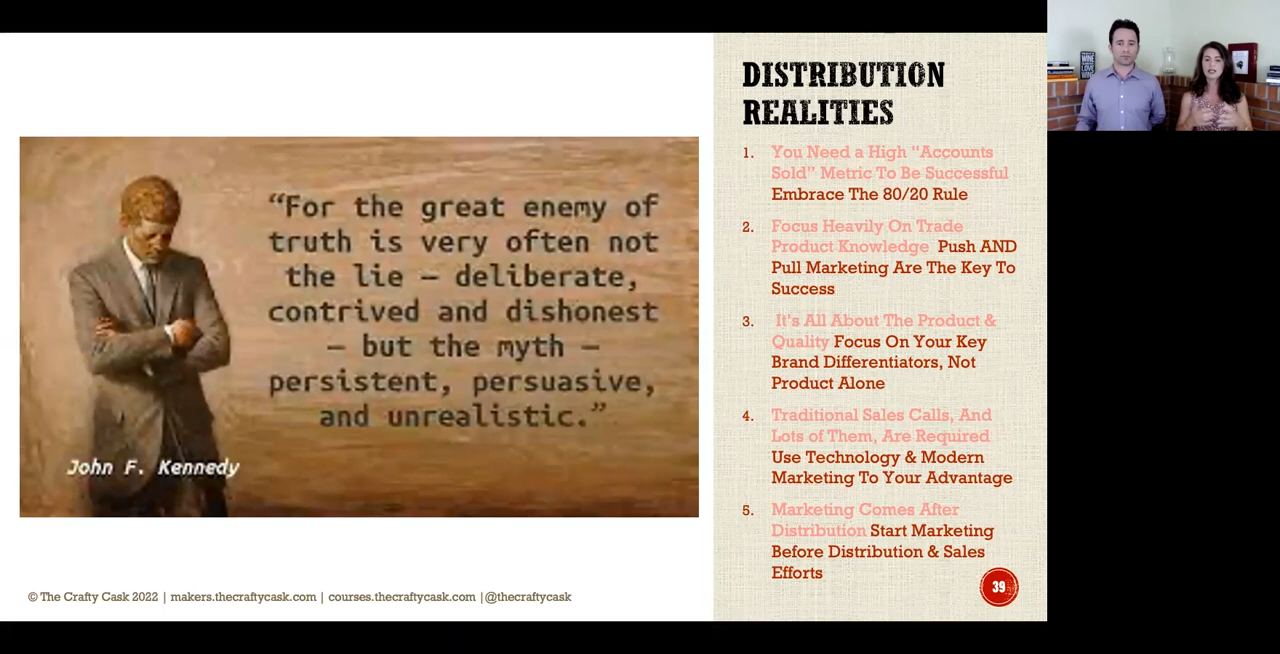 “For the great enemy of
truth is very often not
the lie – deliberate,
contrived and dishonest
– but the myth –
persistent, persuasive,
and unrealistic.”
John F. Kennedy
© The Crafty Cask 2022 | makers.thecraftycask.com | courses.thecraftycask.com |@thecraftycask
DISTRIBUTION
REALITIES
1. You Need a High “Accounts
Sold” Metric To Be Successful
Embrace The 80/20 Rule
2. Focus Heavily On Trade
Product Knowledge Push AND
Pull Marketing Are The Key To
Success
3. It's All About The Product &
Quality Focus On Your Key
Brand Differentiators, Not
Product Alone
4. Traditional Sales Calls, And
Lots of Them, Are Required
Use Technology & Modern
Marketing To Your Advantage
5. Marketing Comes After
Distribution Start Marketing
Before Distribution & Sales
Efforts
39